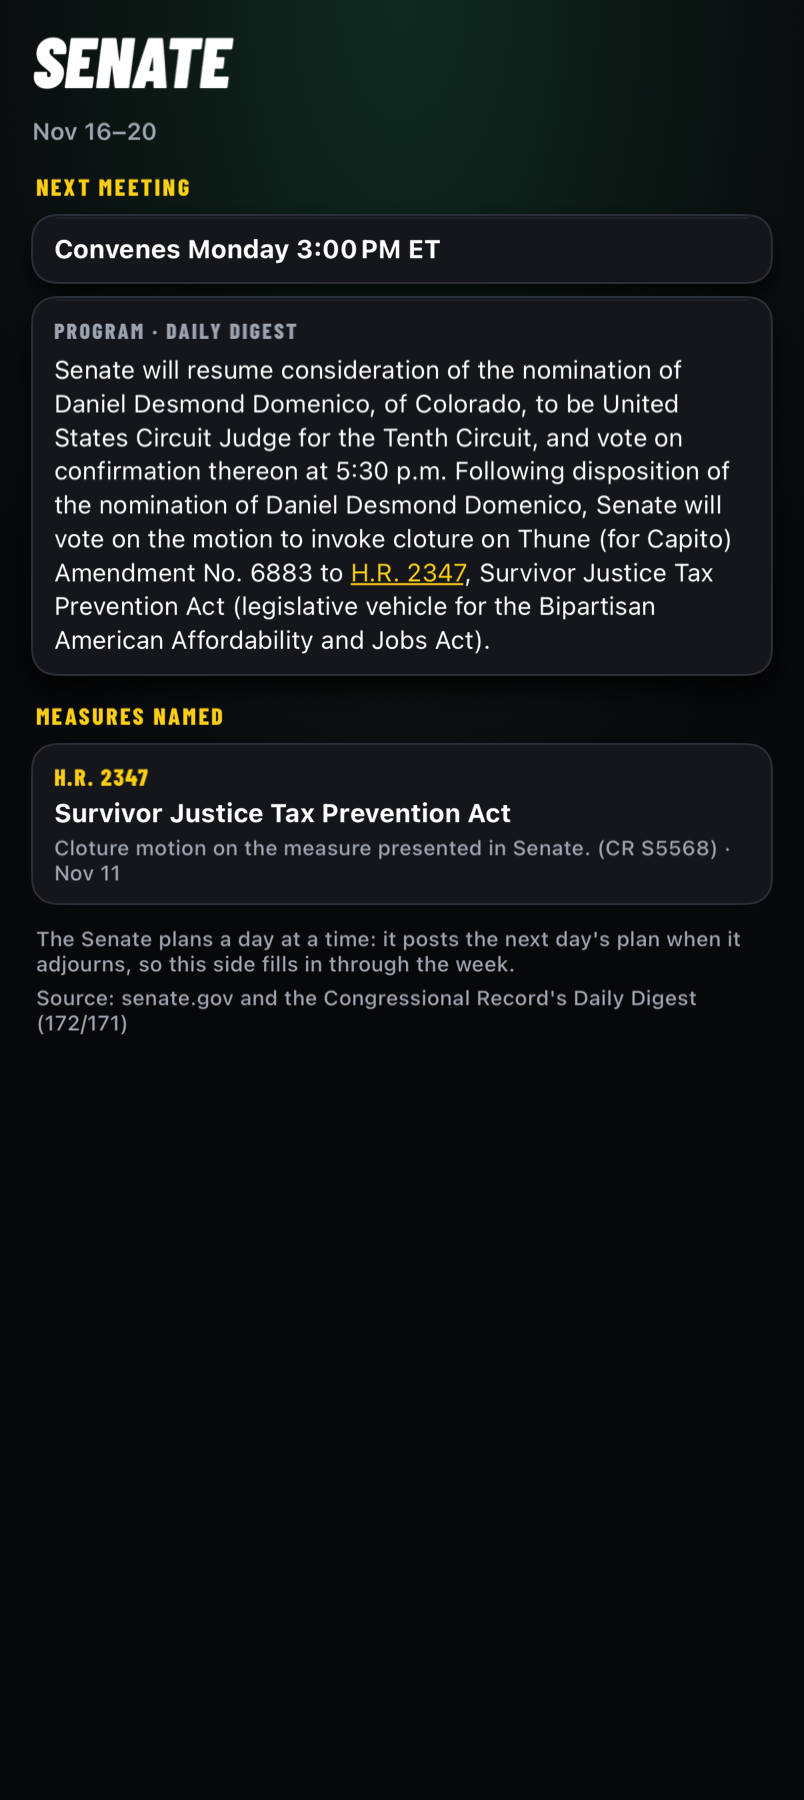 SENATE
Nov 16–20
NEXT MEETING
Convenes Monday 3:00 PM ET
PROGRAM · DAILY DIGEST
Senate will resume consideration of the nomination of
Daniel Desmond Domenico, of Colorado, to be United
States Circuit Judge for the Tenth Circuit, and vote on
confirmation thereon at 5:30 p.m. Following disposition of
the nomination of Daniel Desmond Domenico, Senate will
vote on the motion to invoke cloture on Thune (for Capito)
Amendment No. 6883 to H.R. 2347, Survivor Justice Tax
Prevention Act (legislative vehicle for the Bipartisan
American Affordability and Jobs Act).
MEASURES NAMED
H.R. 2347
Survivor Justice Tax Prevention Act
Cloture motion on the measure presented in Senate. (CR S5568) ·
Nov 11
The Senate plans a day at a time: it posts the next day's plan when it
adjourns, so this side fills in through the week.
Source: senate.gov and the Congressional Record's Daily Digest
(172/171)